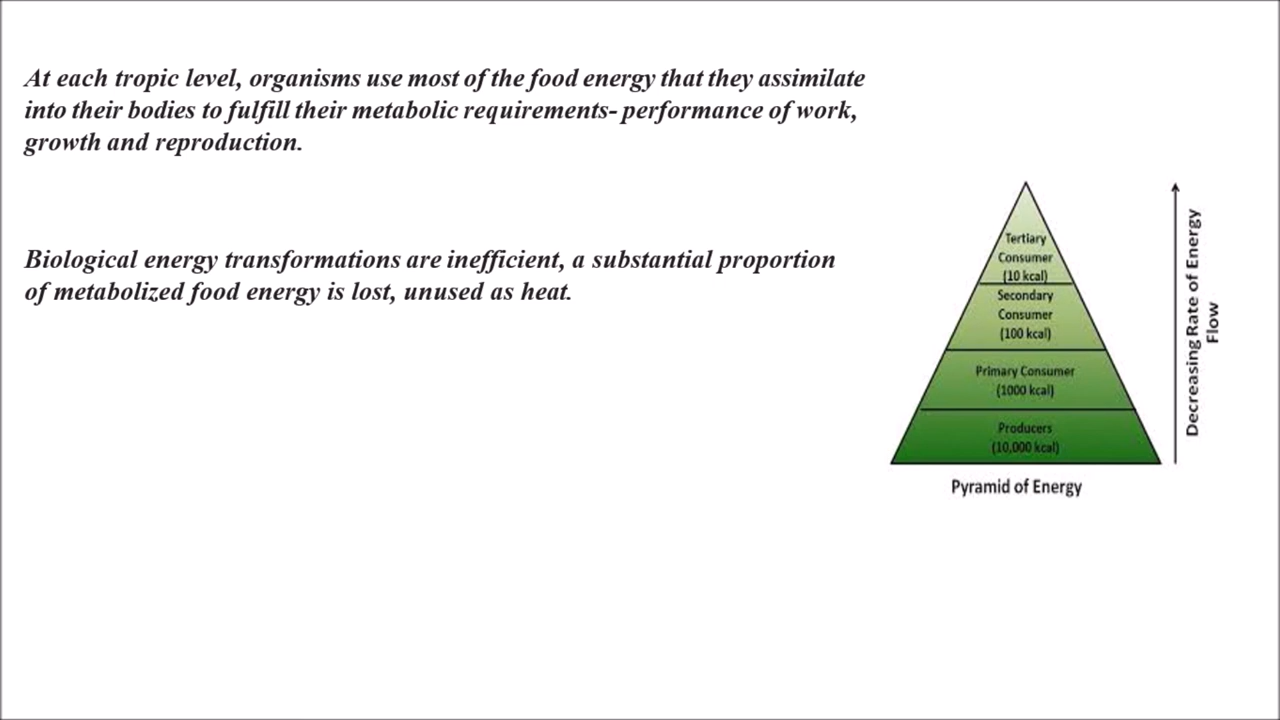 At each tropic level, organisms use most of the food energy that they assimilate
into their bodies to fulfill their metabolic requirements- performance of work,
growth and reproduction.
Biological energy transformations are inefficient, a substantial proportion
of metabolized food energy is lost, unused as heat.
Tertiary
Consumer
(10 kcal)
Secondary
Consumer
(100 kcal)
Primary Consumer
(1000 kcal)
Producers
(10,000 kcal)
Pyramid of Energy
Decreasing Rate of Energy
Flow